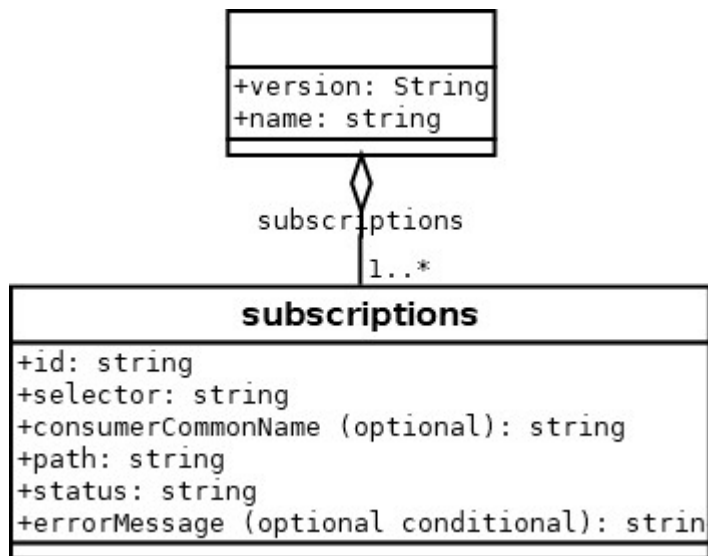 +version: String
+name: string
subscriptions
1..*
subscriptions
+id: string
+selector: string
+consumerCommonName (optional): string
+path: string
+status: string
+errorMessage (optional conditional): strin